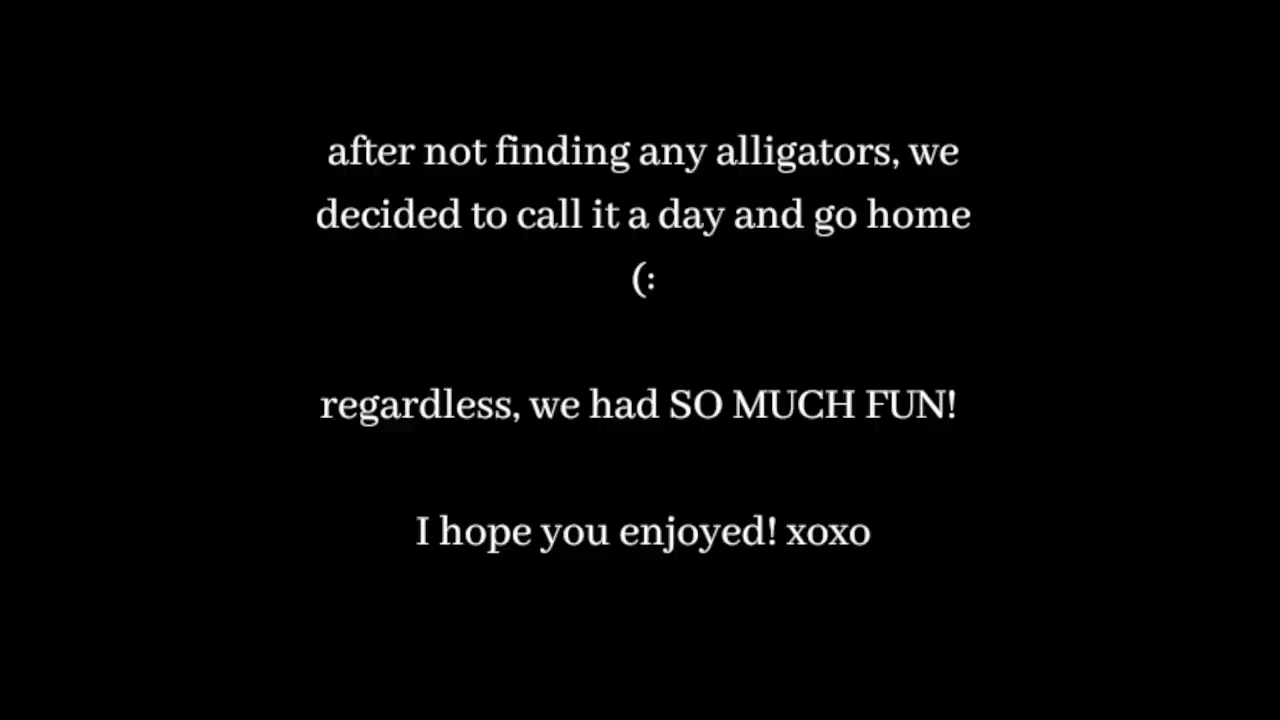 after not finding any alligators, we
decided to call it a day and go home
(:
regardless, we had SO MUCH FUN!
I hope you enjoyed! xoxo